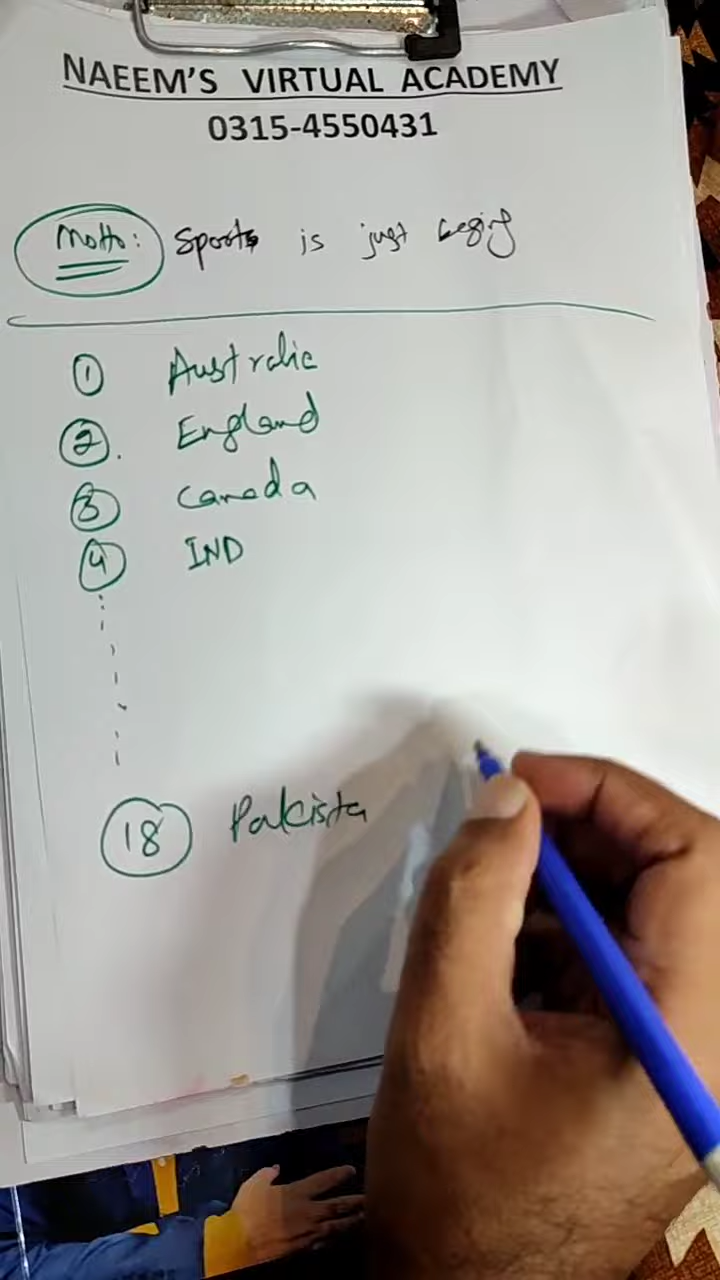 NAEEM'S VIRTUAL ACADEMY
0315-4550431
Motto: Sports is just beging
1 Australia
2. England
3 Canada
4 IND
18 Pakista